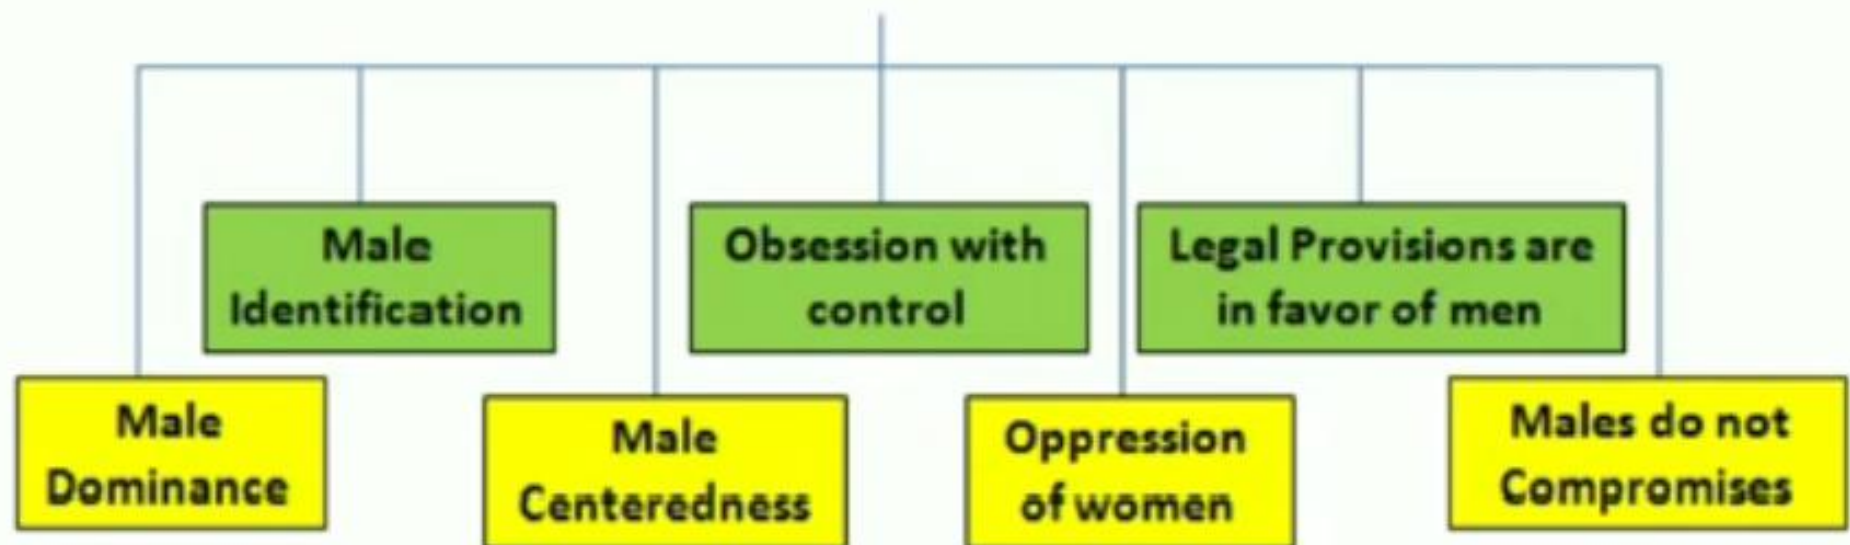 Male
Identification
Obsession with
control
Legal Provisions are
in favor of men
Male
Dominance
Male
Centeredness
Oppression
of women
Males do not
Compromises